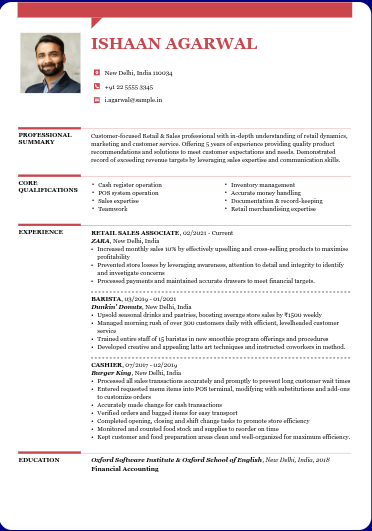 ISHAAN AGARWAL
New Delhi, India 110034
+91 22 5555 3345
i.agarwal@sample.in
PROFESSIONAL
SUMMARY
Customer-focused Retail & Sales professional with in-depth understanding of retail dynamics,
marketing and customer service. Offering 5 years of experience providing quality product
recommendations and solutions to meet customer expectations and needs. Demonstrated
record of exceeding revenue targets by leveraging sales expertise and communication skills.
CORE
QUALIFICATIONS
• Cash register operation
• POS system operation
• Sales expertise
• Teamwork
• Inventory management
• Accurate money handling
• Documentation & record-keeping
• Retail merchandising expertise
EXPERIENCE
RETAIL SALES ASSOCIATE, 02/2021 - Current
ZARA, New Delhi, India
• Increased monthly sales 10% by effectively upselling and cross-selling products to maximise
profitability
• Prevented store losses by leveraging awareness, attention to detail and integrity to identify
and investigate concerns
• Processed payments and maintained accurate drawers to meet financial targets.
BARISTA, 03/2019 - 01/2021
Dunkin' Donuts, New Delhi, India
• Upsold seasonal drinks and pastries, boosting average store sales by ₹1500 weekly
• Managed morning rush of over 300 customers daily with efficient, levelheaded customer
service
• Trained entire staff of 15 baristas in new smoothie program offerings and procedures
• Developed creative and appealing latte art techniques and instructed coworkers in method.
CASHIER, 07/2017 - 02/2019
Burger King, New Delhi, India
• Processed all sales transactions accurately and promptly to prevent long customer wait times
• Entered requested menu items into POS terminal, modifying with substitutions and add-ons
to customize orders
• Accurately made change for cash transactions
• Verified orders and bagged items for easy transport
• Completed opening, closing and shift change tasks to promote store efficiency
• Monitored and counted food stock and supplies to reorder on time
• Kept customer and food preparation areas clean and well-organized for maximum efficiency.
EDUCATION
Oxford Software Institute & Oxford School of English, New Delhi, India, 2018
Financial Accounting